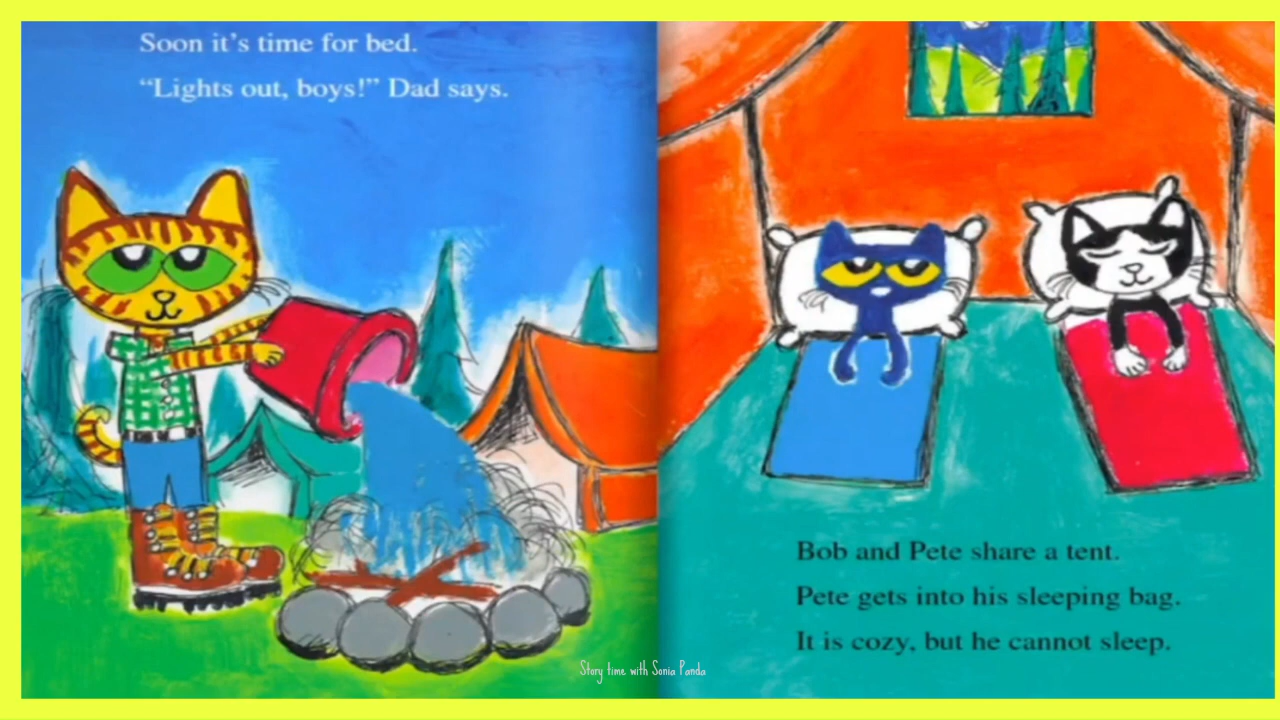 Soon it's time for bed.
“Lights out, boys!” Dad says.
Bob and Pete share a tent.
Pete gets into his sleeping bag.
It is cozy, but he cannot sleep.
Story time with Sonia Panda